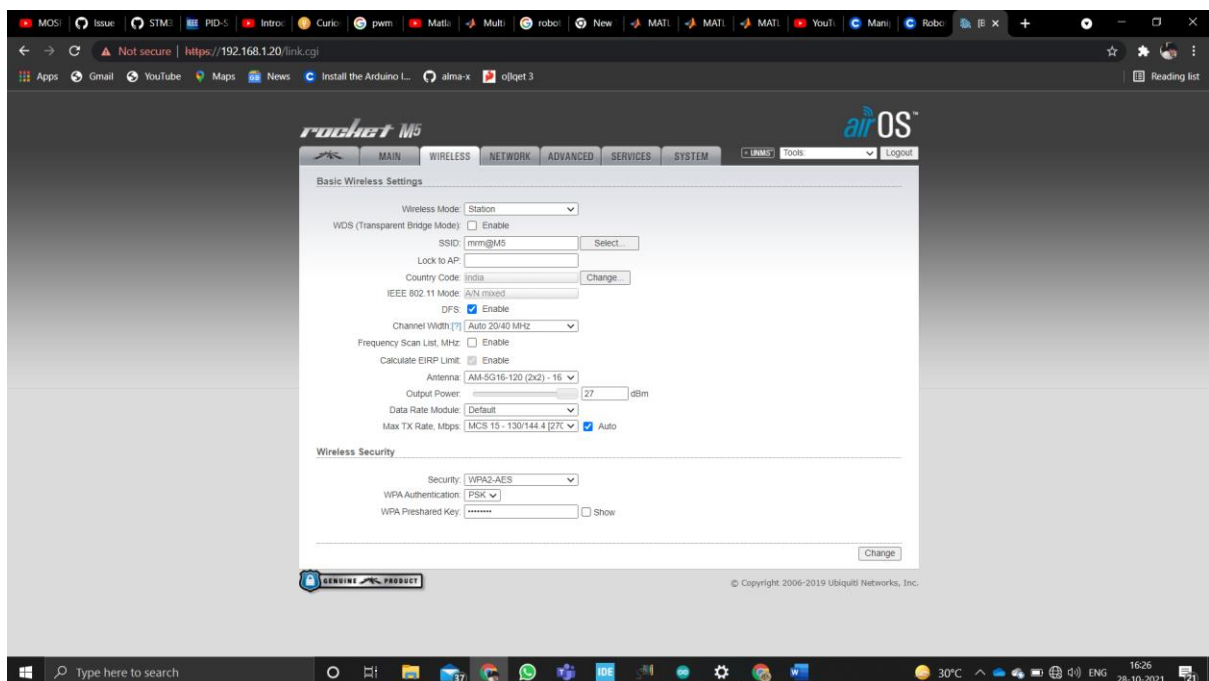 MOSI Issue STM3 PID-S Introd Curio pwm Matla Multi robot New MATL MATL MATL YouTu Mani Robo [B
Not secure https://192.168.1.20/link.cgi
Apps Gmail YouTube Maps News Install the Arduino I... alma-x o[lqet 3 Reading list
rocket M5 airOS™
MAIN WIRELESS NETWORK ADVANCED SERVICES SYSTEM UNMS Tools: Logout
Basic Wireless Settings
Wireless Mode: Station
WDS (Transparent Bridge Mode): Enable
SSID: mrm@M5 Select...
Lock to AP:
Country Code: India Change...
IEEE 802.11 Mode: A/N mixed
DFS: Enable
Channel Width:[?] Auto 20/40 MHz
Frequency Scan List, MHz: Enable
Calculate EIRP Limit: Enable
Antenna: AM-5G16-120 (2x2) - 16
Output Power: 27 dBm
Data Rate Module: Default
Max TX Rate, Mbps: MCS 15 - 130/144.4 [270 Auto
Wireless Security
Security: WPA2-AES
WPA Authentication: PSK
WPA Preshared Key: •••••••• Show
Change
GENUINE PRODUCT © Copyright 2006-2019 Ubiquiti Networks, Inc.
Type here to search 37 IDE 30°C ENG 16:26
28-10-2021 21